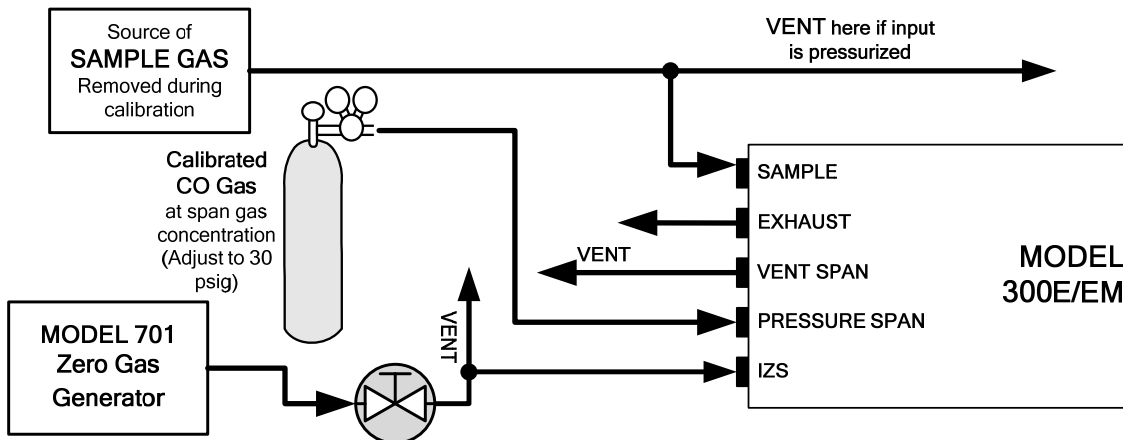 Source of
SAMPLE GAS
Removed during
calibration
VENT here if input
is pressurized
Calibrated
CO Gas
at span gas
concentration
(Adjust to 30
psig)
MODEL 701
Zero Gas
Generator
VENT
VENT
SAMPLE
EXHAUST
VENT SPAN
PRESSURE SPAN
IZS
MODEL
300E/EM